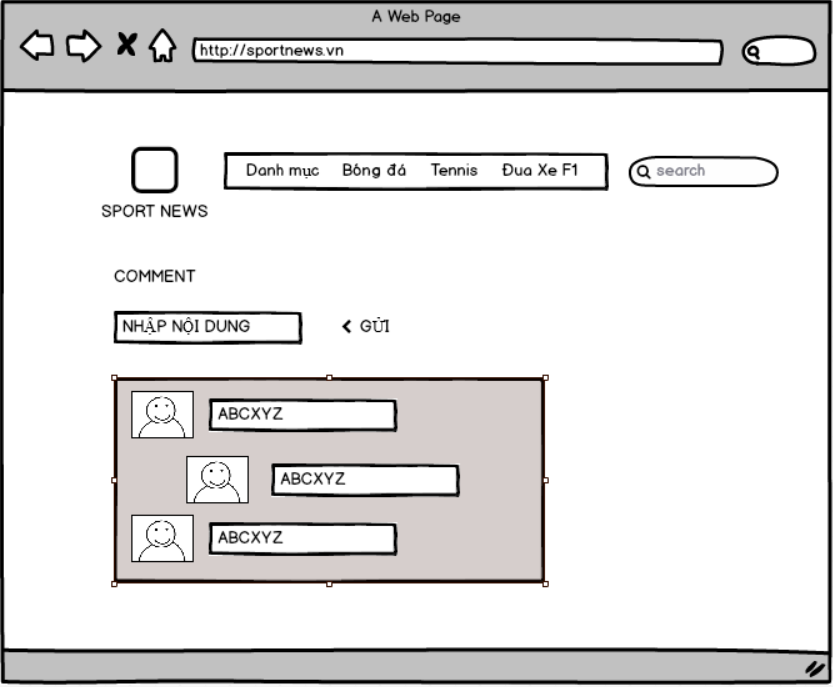 A Web Page
http://sportnews.vn
Danh mục Bóng đá Tennis Đua Xe F1
search
SPORT NEWS
COMMENT
NHẬP NỘI DUNG
GỬI
ABCXYZ
ABCXYZ
ABCXYZ